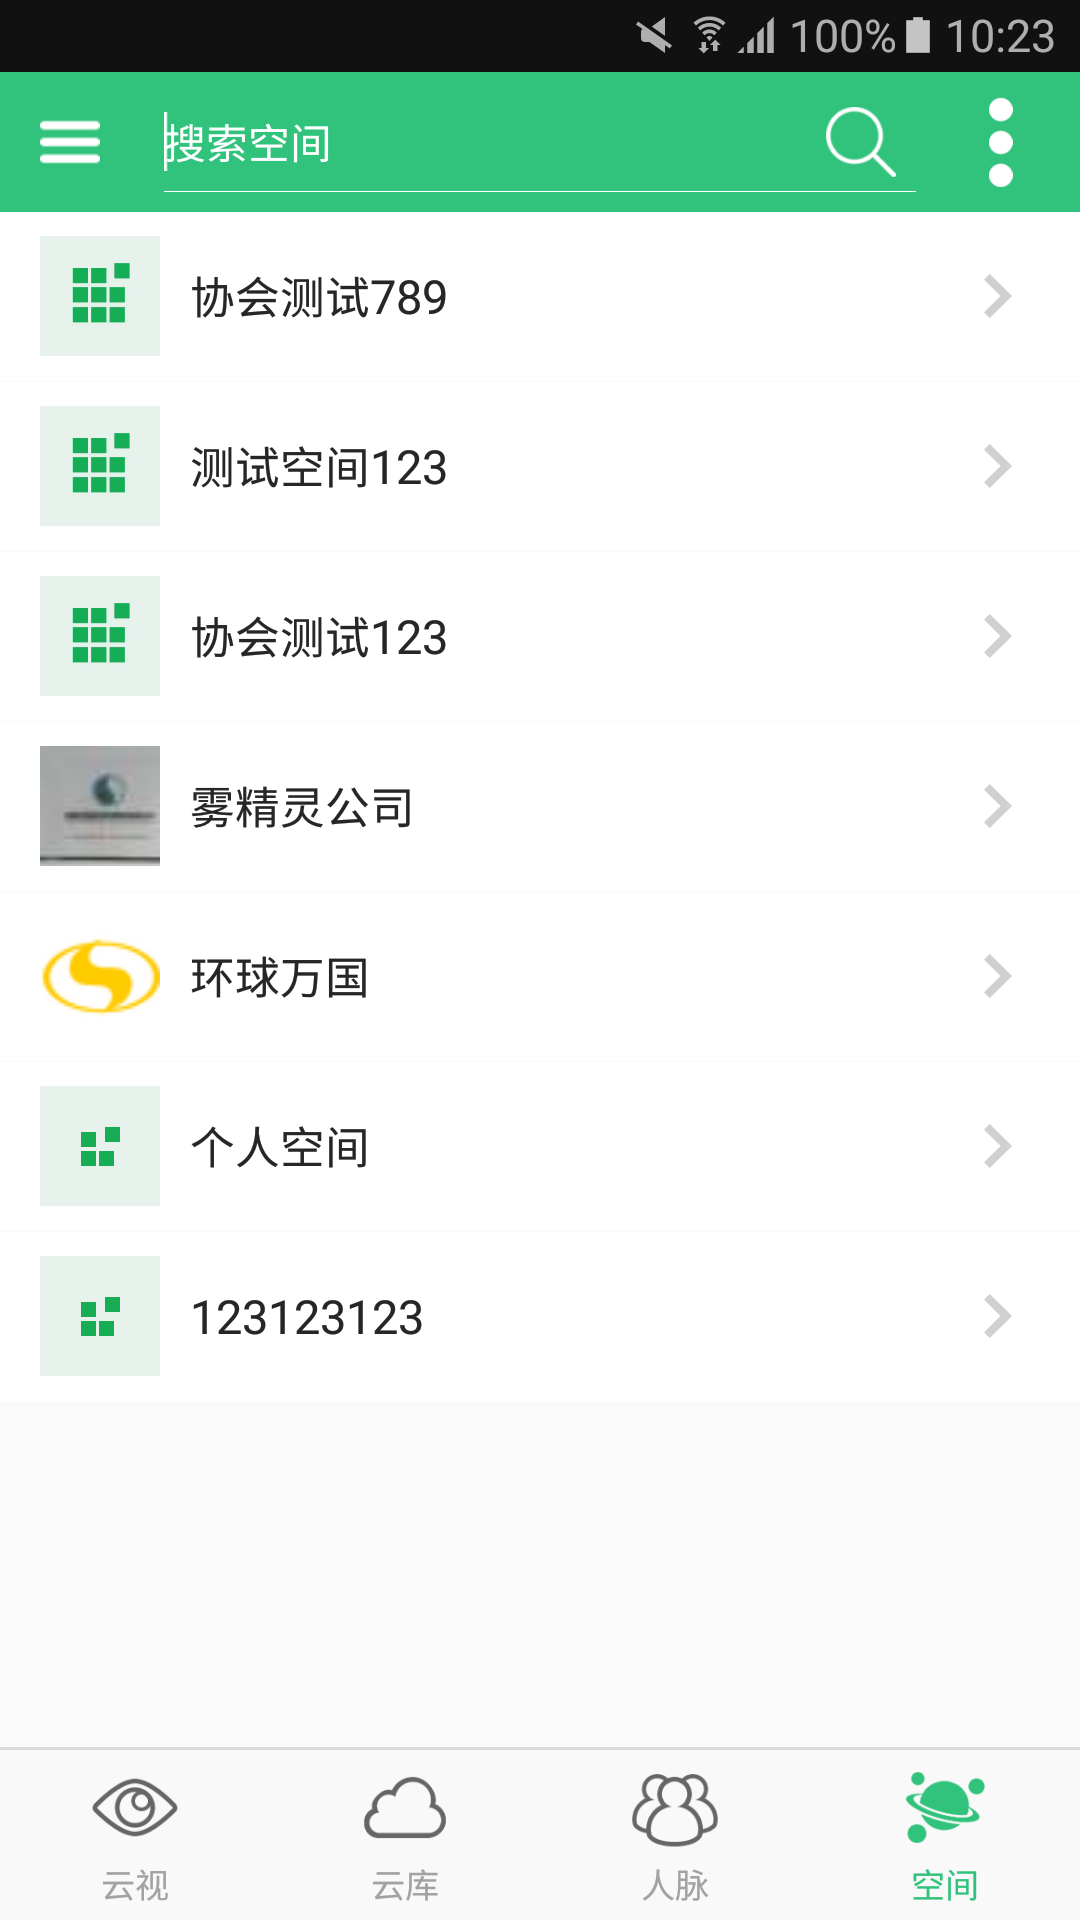 100% 10:23
搜索空间
协会测试789
测试空间123
协会测试123
雾精灵公司
环球万国
个人空间
123123123
云视 云库 人脉 空间